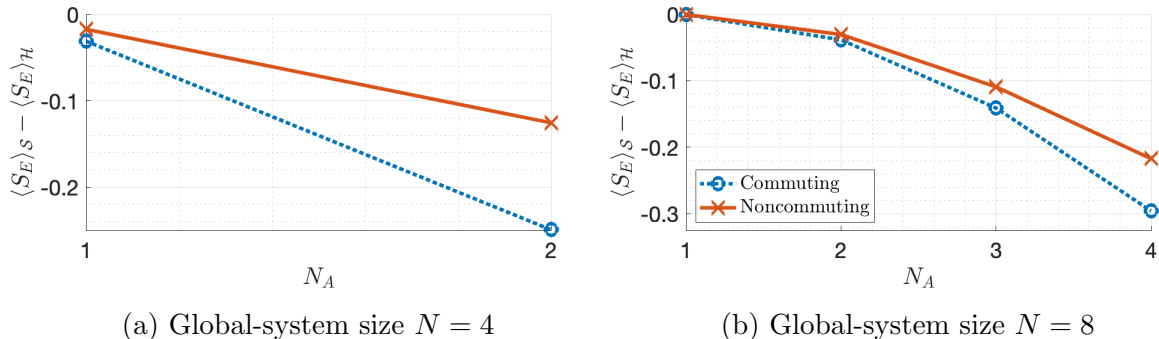 0
-0.1
-0.2
⟨S_E⟩_𝒮 − ⟨S_E⟩_ℋ
1
2
N_A
(a) Global-system size N = 4
0
-0.1
-0.2
-0.3
⟨S_E⟩_𝒮 − ⟨S_E⟩_ℋ
Commuting
Noncommuting
1
2
3
4
N_A
(b) Global-system size N = 8